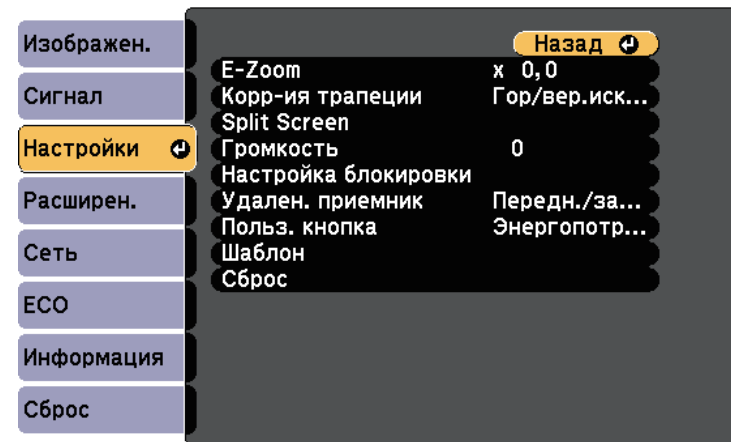 Изображен.
Сигнал
Настройки
Расширен.
Сеть
ECO
Информация
Сброс
Назад
E-Zoom x 0,0
Корр-ия трапеции Гор/вер.иск...
Split Screen
Громкость 0
Настройка блокировки
Удален. приемник Передн./за...
Польз. кнопка Энергопотр...
Шаблон
Сброс